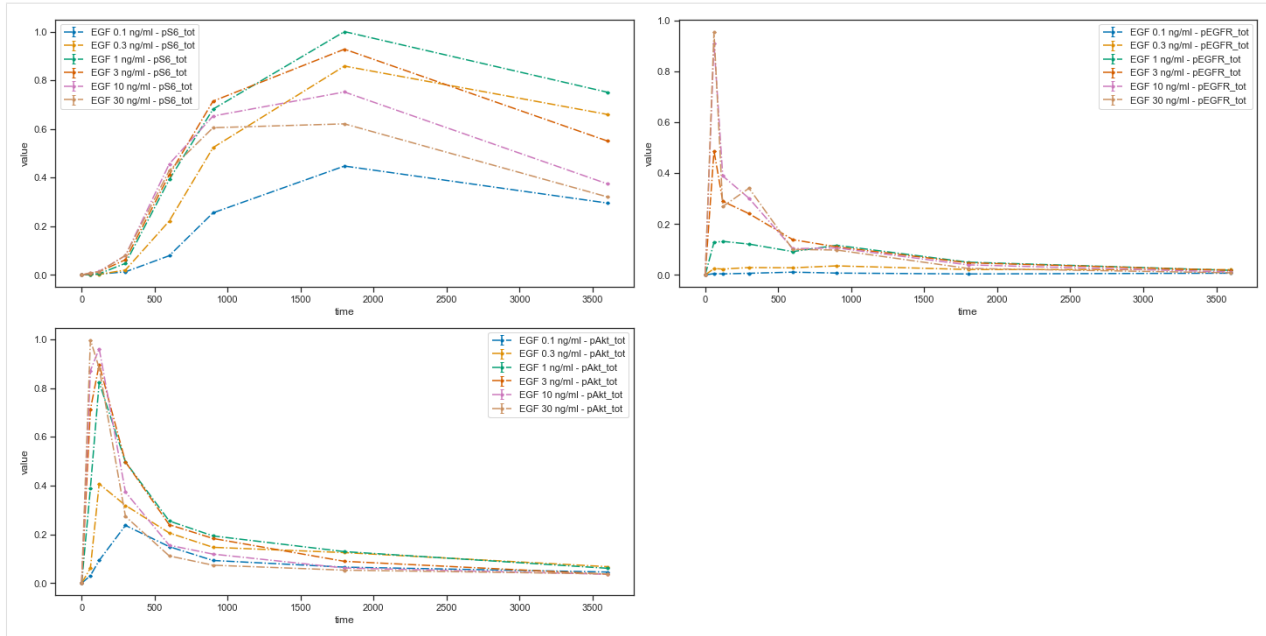 EGF 0.1 ng/ml - pS6_tot
EGF 0.3 ng/ml - pS6_tot
EGF 1 ng/ml - pS6_tot
EGF 3 ng/ml - pS6_tot
EGF 10 ng/ml - pS6_tot
EGF 30 ng/ml - pS6_tot
1.0
0.8
0.6
0.4
0.2
0.0
value
0 500 1000 1500 2000 2500 3000 3500
time
EGF 0.1 ng/ml - pEGFR_tot
EGF 0.3 ng/ml - pEGFR_tot
EGF 1 ng/ml - pEGFR_tot
EGF 3 ng/ml - pEGFR_tot
EGF 10 ng/ml - pEGFR_tot
EGF 30 ng/ml - pEGFR_tot
1.0
0.8
0.6
0.4
0.2
0.0
value
0 500 1000 1500 2000 2500 3000 3500
time
EGF 0.1 ng/ml - pAkt_tot
EGF 0.3 ng/ml - pAkt_tot
EGF 1 ng/ml - pAkt_tot
EGF 3 ng/ml - pAkt_tot
EGF 10 ng/ml - pAkt_tot
EGF 30 ng/ml - pAkt_tot
1.0
0.8
0.6
0.4
0.2
0.0
value
0 500 1000 1500 2000 2500 3000 3500
time